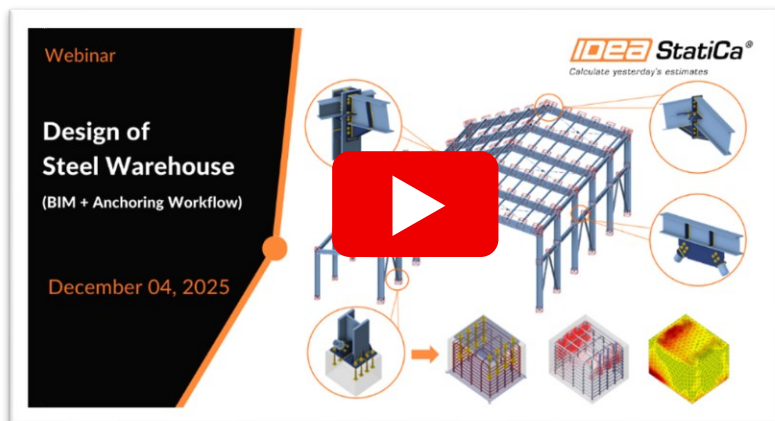 Webinar
IDEA StatiCa®
Calculate yesterday's estimates
Design of
Steel Warehouse
(BIM + Anchoring Workflow)
December 04, 2025